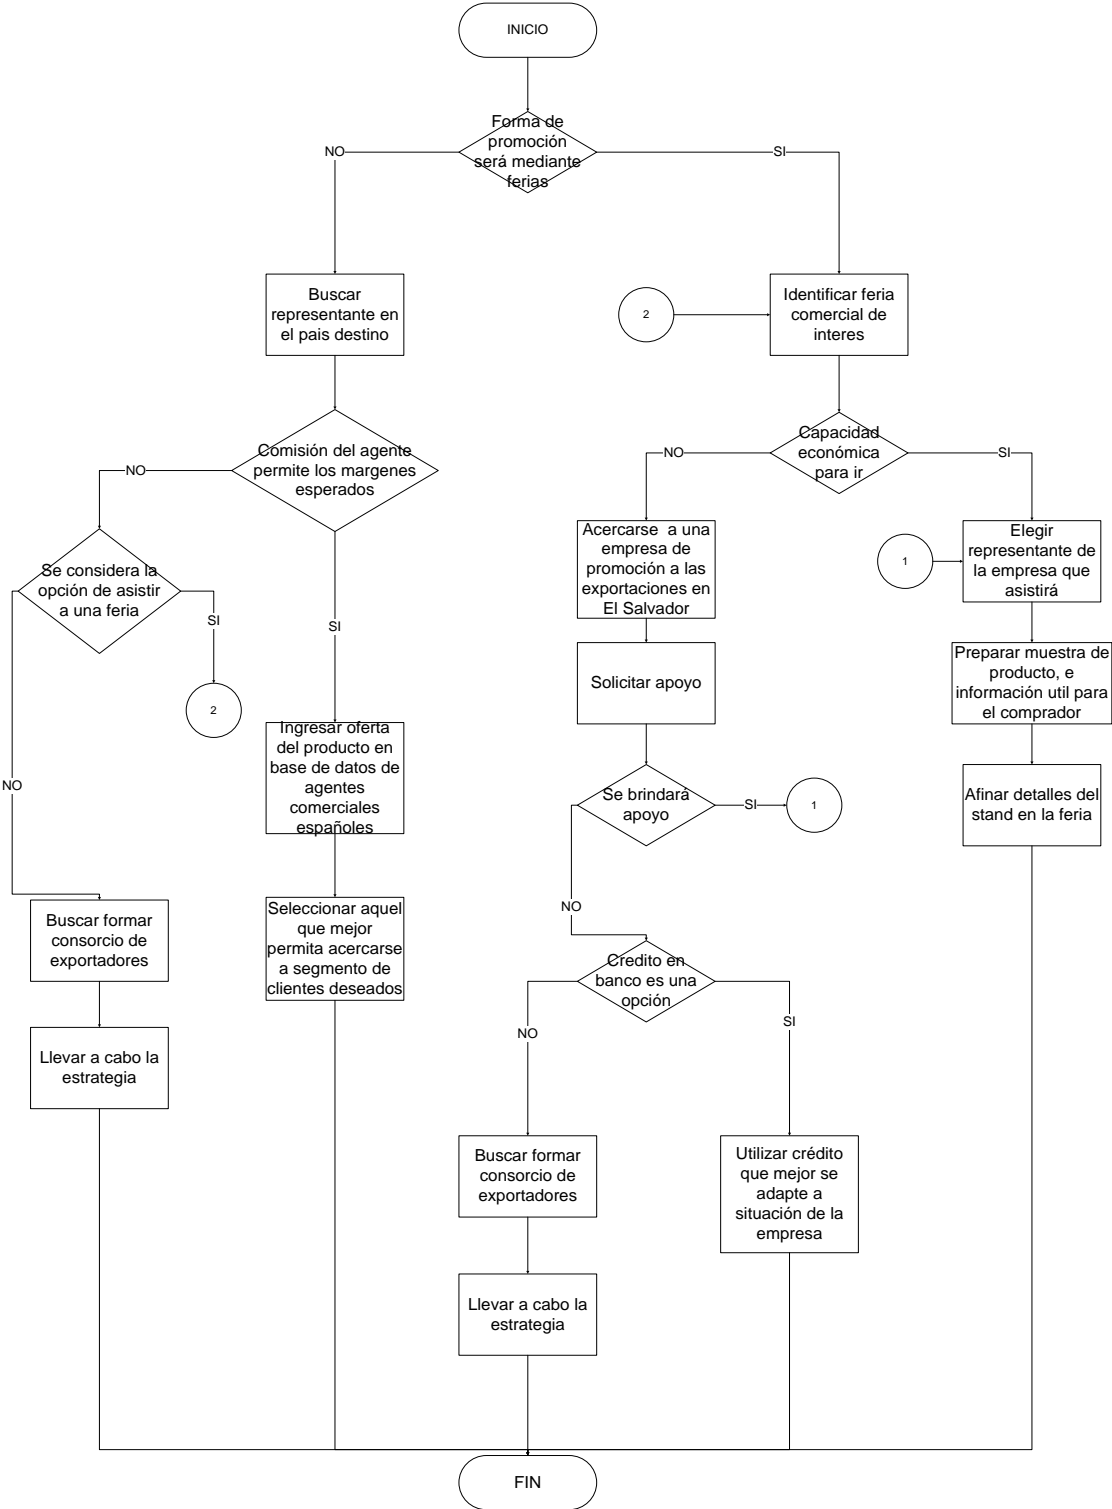 INICIO
Forma de
promoción
será mediante
ferias
NO
SI
Buscar
representante en
el pais destino
2
Identificar feria
comercial de
interes
Comisión del agente
permite los margenes
esperados
NO
Capacidad
económica
para ir
NO
SI
Acercarse a una
empresa de
promoción a las
exportaciones en
El Salvador
1
Elegir
representante de
la empresa que
asistirá
Se considera la
opción de asistir
a una feria
SI
SI
Solicitar apoyo
Preparar muestra de
producto, e
información util para
el comprador
2
Ingresar oferta
del producto en
base de datos de
agentes
comerciales
españoles
NO
Se brindará
apoyo
SI
1
Afinar detalles del
stand en la feria
NO
Buscar formar
consorcio de
exportadores
Seleccionar aquel
que mejor
permita acercarse
a segmento de
clientes deseados
Credito en
banco es una
opción
NO
SI
Llevar a cabo la
estrategia
Buscar formar
consorcio de
exportadores
Utilizar crédito
que mejor se
adapte a
situación de la
empresa
Llevar a cabo la
estrategia
FIN